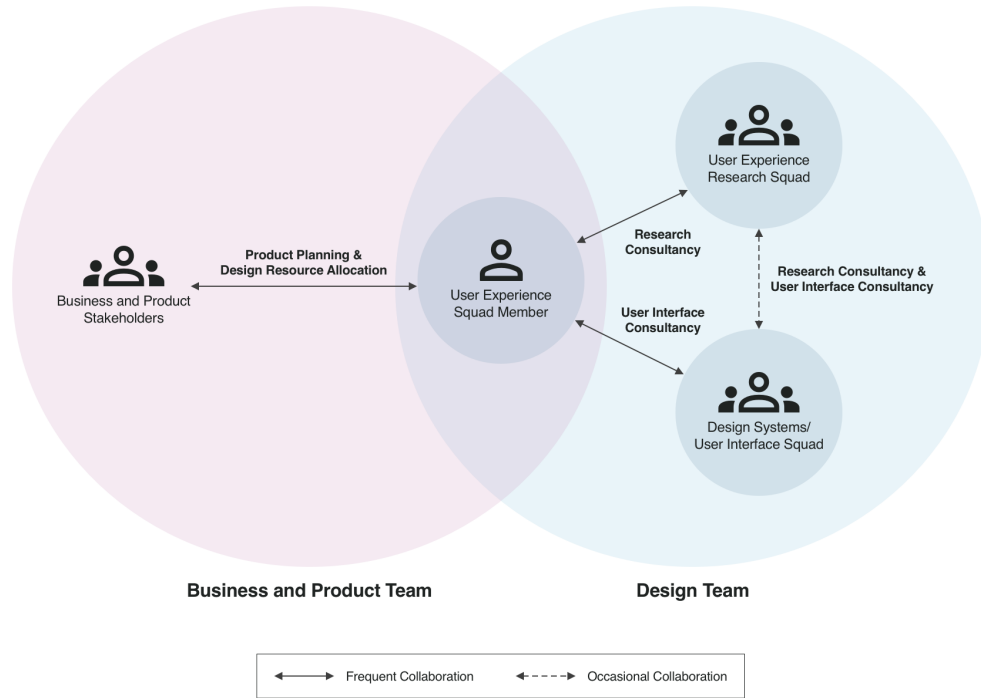 User Experience
Research Squad
Research
Consultancy
Product Planning &
Design Resource Allocation
Research Consultancy &
User Interface Consultancy
Business and Product
Stakeholders
User Experience
Squad Member
User Interface
Consultancy
Design Systems/
User Interface Squad
Business and Product Team
Design Team
Frequent Collaboration
Occasional Collaboration